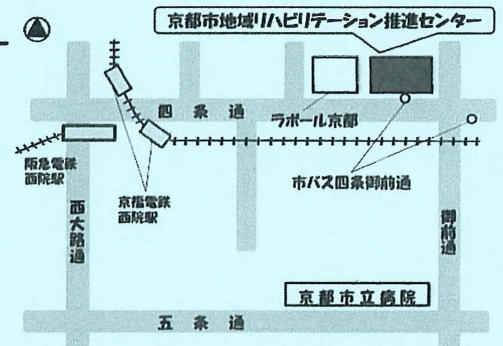 京都市地域リハビリテーション推進センター
四条通
ラボール京都
阪急電鉄
西院駅
京福電鉄
西院駅
市バス四条御前通
西大路通
御前通
京都市立病院
五条通